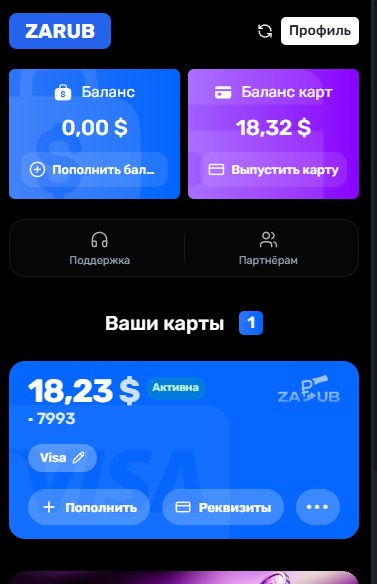 ZARUB
Профиль
Баланс
0,00 $
Пополнить бал...
Баланс карт
18,32 $
Выпустить карту
Поддержка
Партнёрам
Ваши карты 1
18,23 $ Активна
ZARUB
· 7993
Visa
VISA
Пополнить
Реквизиты